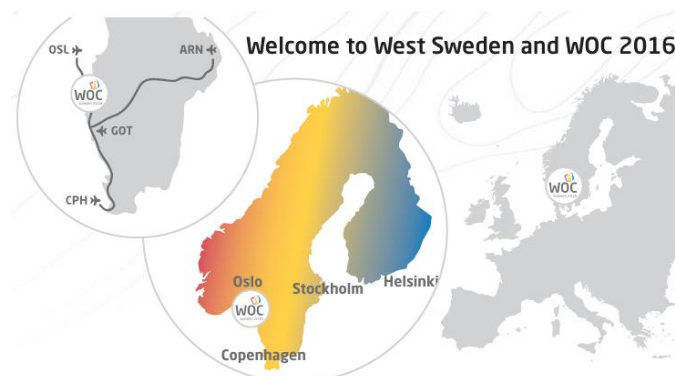 Welcome to West Sweden and WOC 2016
OSL
ARN
WOC
GOT
CPH
Oslo
Stockholm
Helsinki
WOC
Copenhagen
WOC